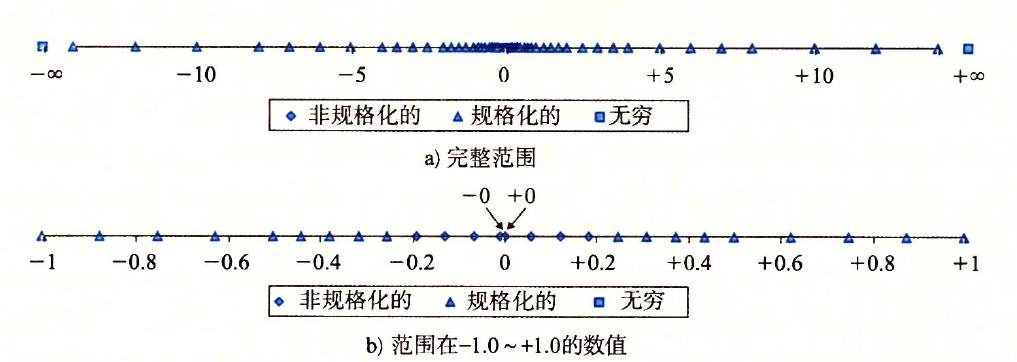 −∞ −10 −5 0 +5 +10 +∞
非规格化的 规格化的 无穷
a) 完整范围
−0 +0
−1 −0.8 −0.6 −0.4 −0.2 0 +0.2 +0.4 +0.6 +0.8 +1
非规格化的 规格化的 无穷
b) 范围在–1.0～+1.0的数值